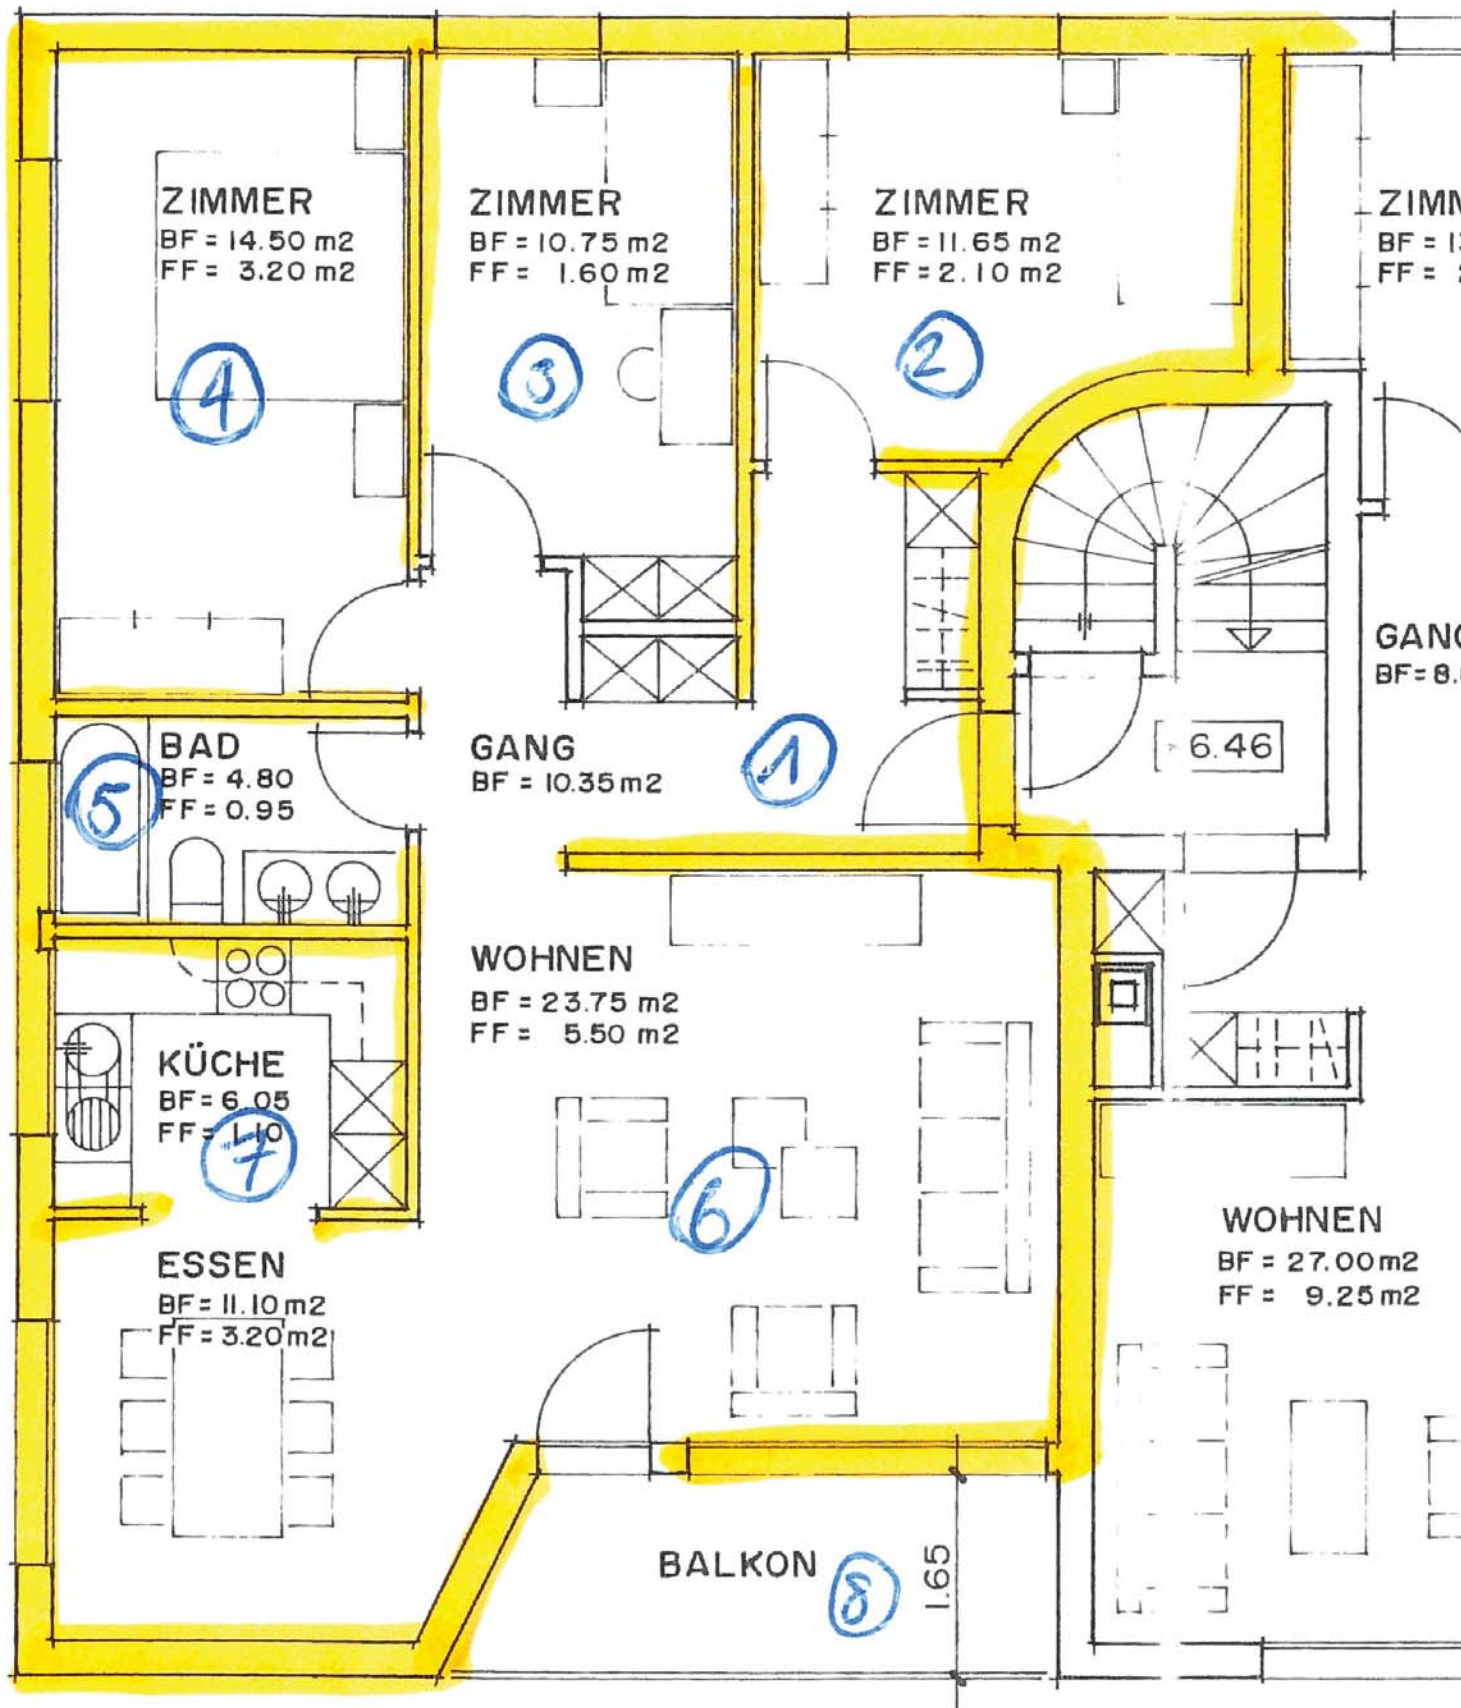 ZIMMER
BF = 14.50 m2
FF = 3.20 m2
4
ZIMMER
BF = 10.75 m2
FF = 1.60 m2
3
ZIMMER
BF = 11.65 m2
FF = 2.10 m2
2
BAD
BF = 4.80
FF = 0.95
5
GANG
BF = 10.35 m2
1
6.46
WOHNEN
BF = 23.75 m2
FF = 5.50 m2
6
KÜCHE
BF = 6.05
FF = 1.10
7
ESSEN
BF = 11.10 m2
FF = 3.20 m2
WOHNEN
BF = 27.00 m2
FF = 9.25 m2
BALKON
8
1.65